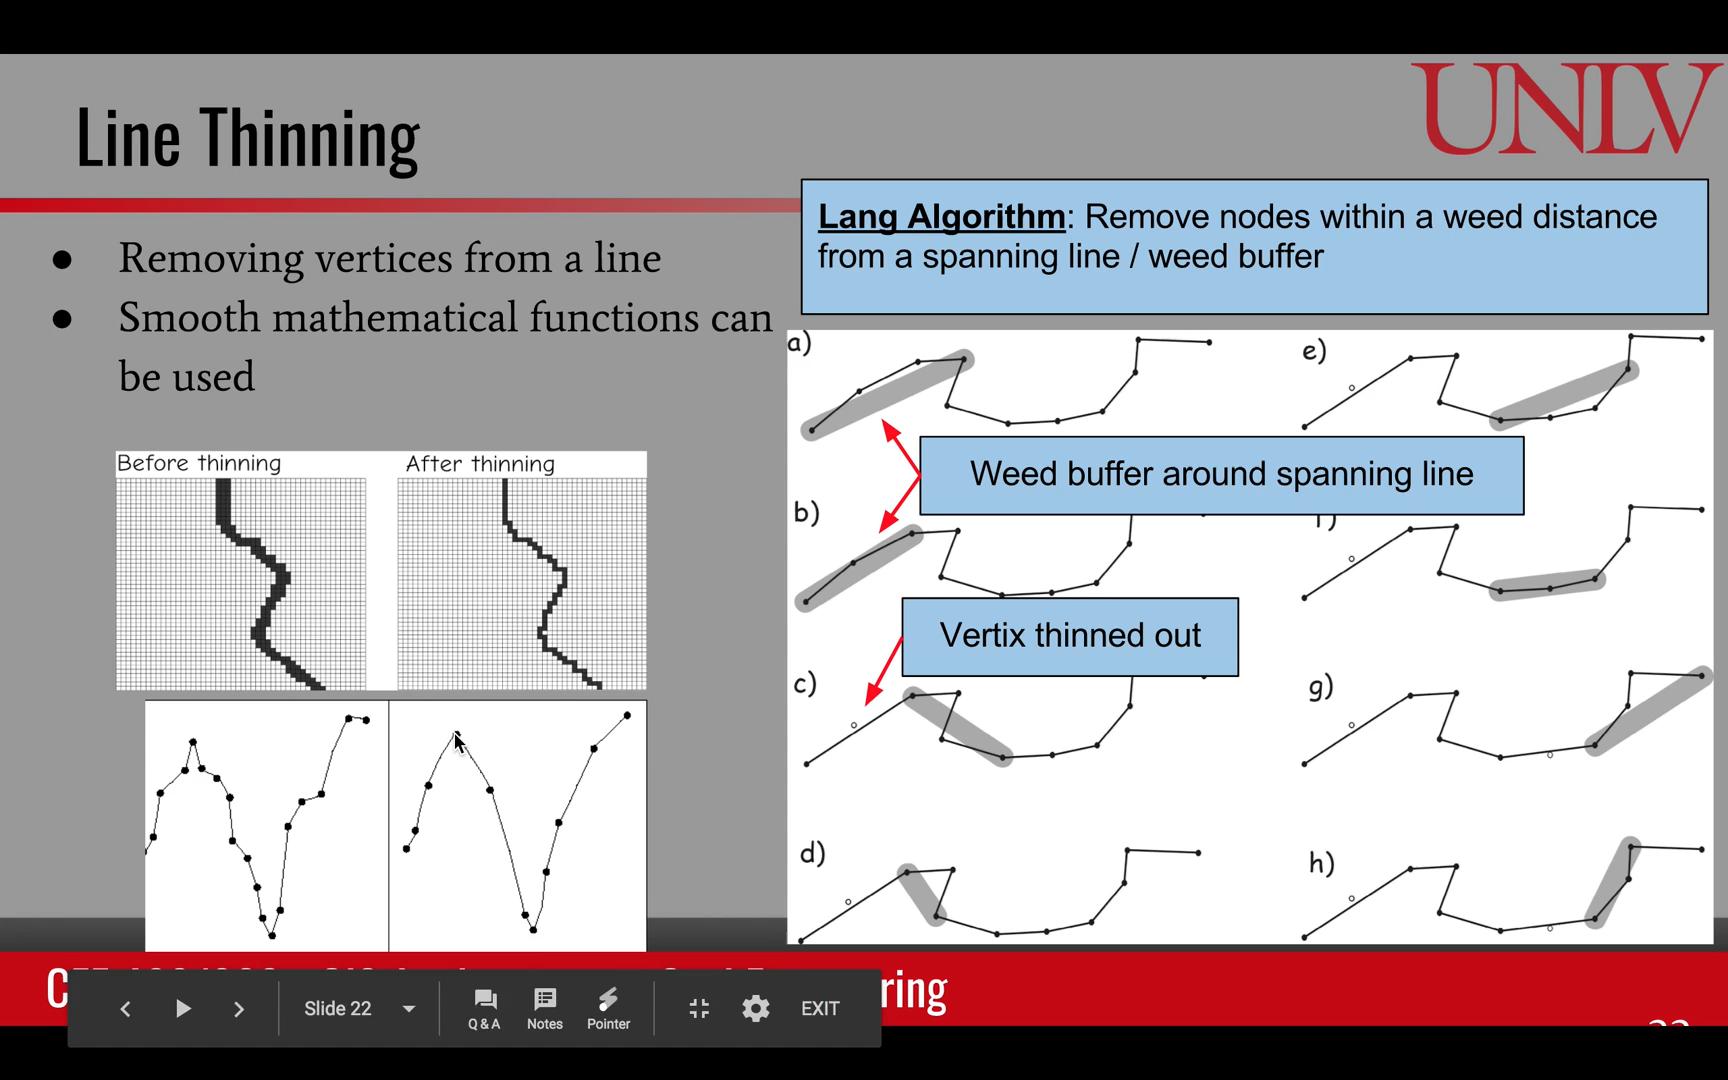 UNLV
Line Thinning
Lang Algorithm: Remove nodes within a weed distance
from a spanning line / weed buffer
● Removing vertices from a line
● Smooth mathematical functions can
be used
Before thinning
After thinning
a)
e)
Weed buffer around spanning line
b)
Vertix thinned out
c)
g)
d)
h)
ring
Slide 22
Q & A
Notes
Pointer
EXIT